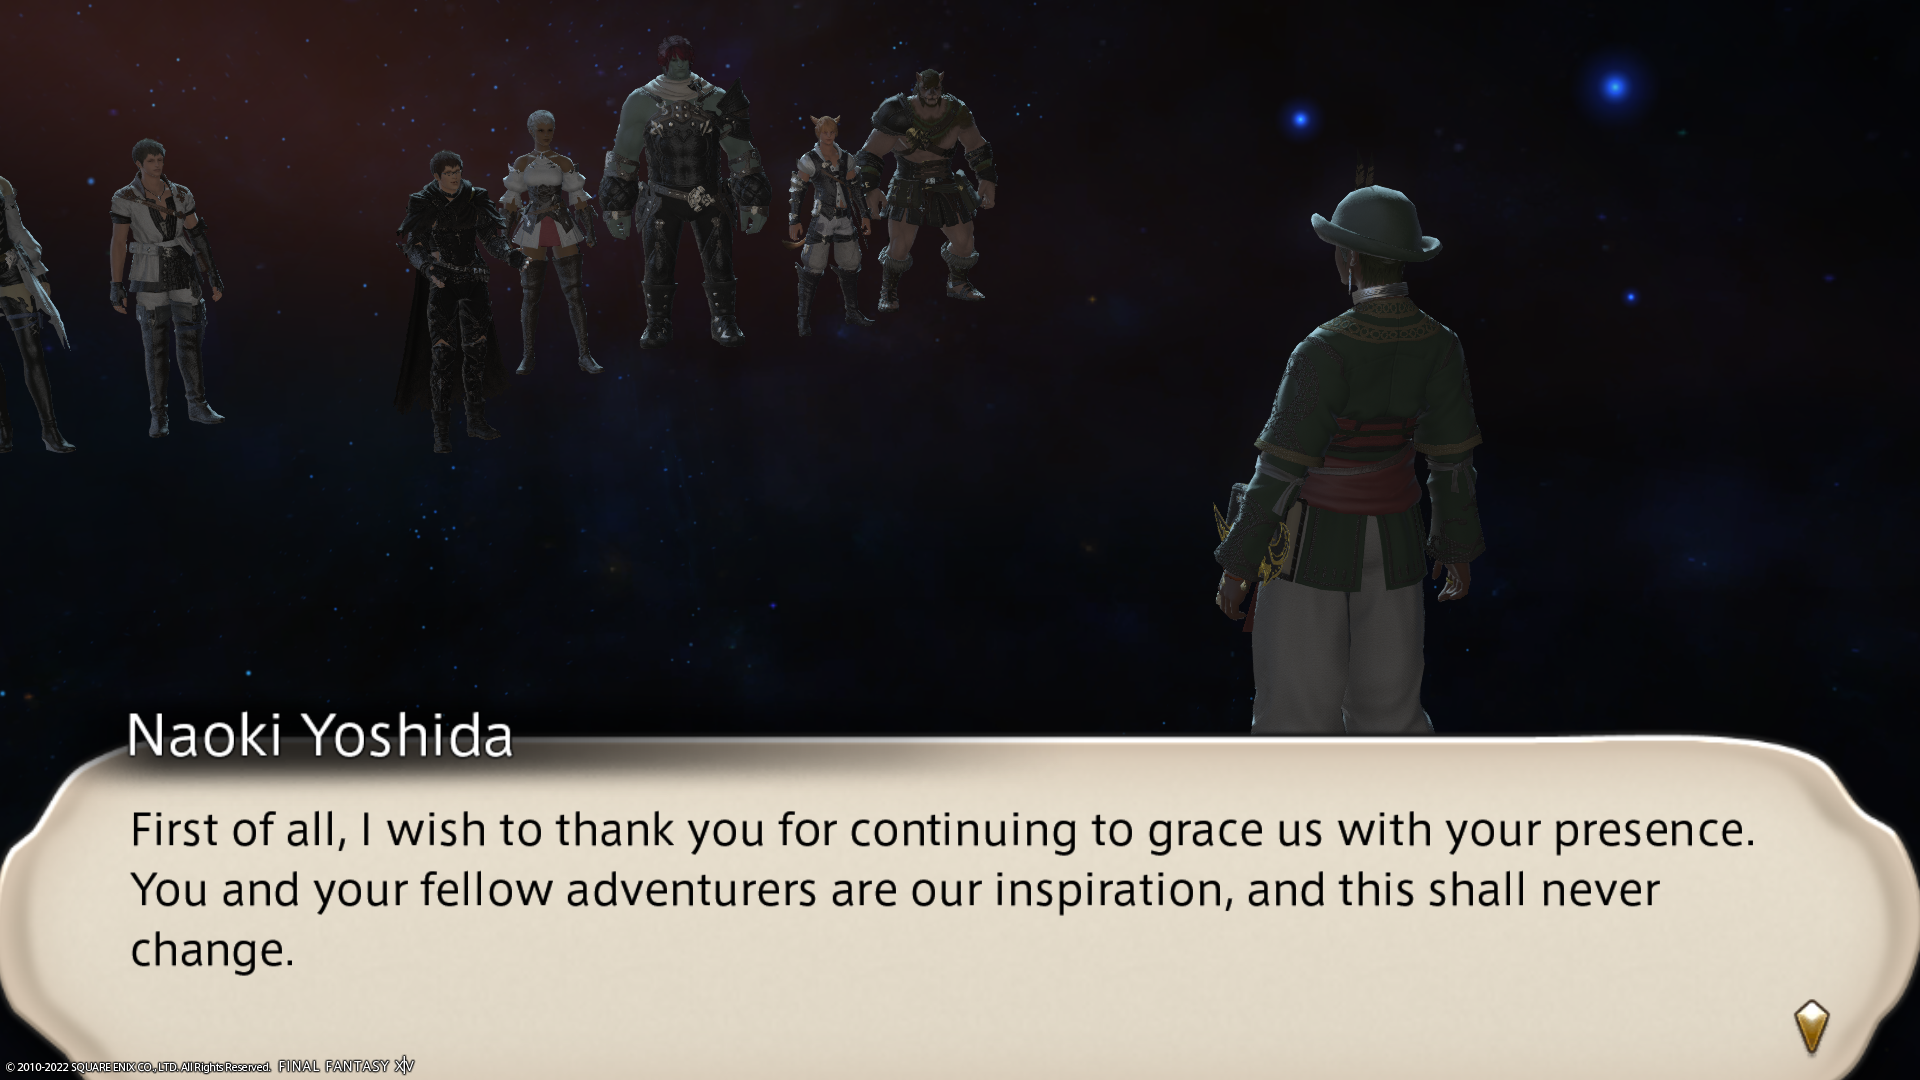 Naoki Yoshida
First of all, I wish to thank you for continuing to grace us with your presence.
You and your fellow adventurers are our inspiration, and this shall never
change.
© 2010-2022 SQUARE ENIX CO., LTD. All Rights Reserved. FINAL FANTASY XIV